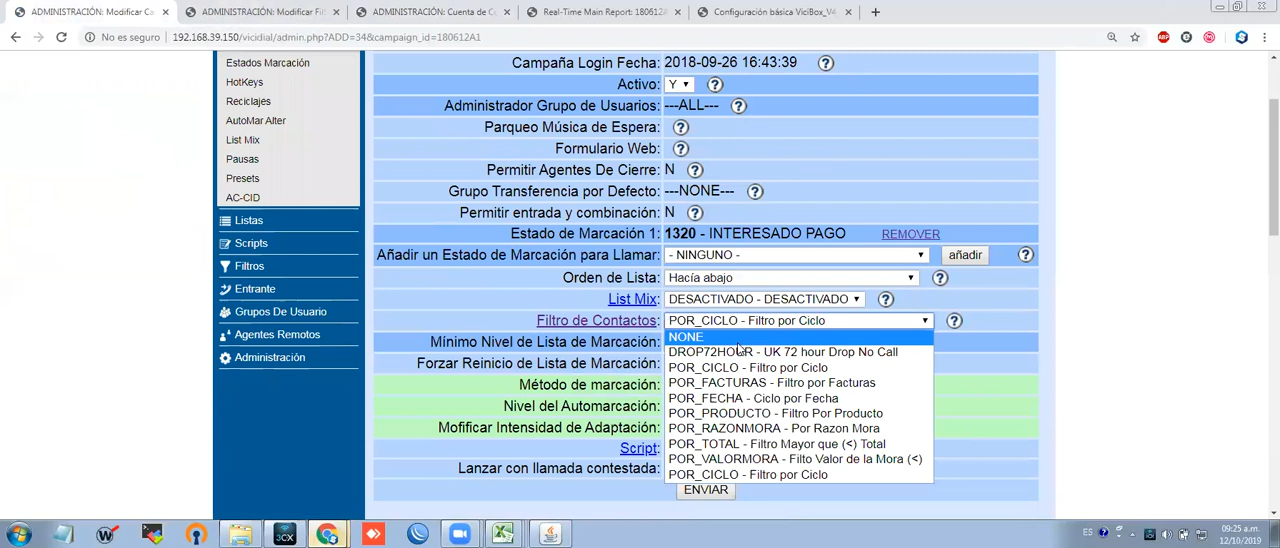 ADMINISTRACIÓN: Modificar Ca
ADMINISTRACIÓN: Modificar Filt
ADMINISTRACIÓN: Cuenta de C
Real-Time Main Report: 180612A
Configuración básica ViciBox_V4
No es seguro
192.168.39.150/vicidial/admin.php?ADD=34&campaign_id=180612A1
Estados Marcación
HotKeys
Reciclajes
AutoMar Alter
List Mix
Pausas
Presets
AC-CID
Listas
Scripts
Filtros
Entrante
Grupos De Usuario
Agentes Remotos
Administración
Campaña Login Fecha: 2018-09-26 16:43:39
Activo: Y
Administrador Grupo de Usuarios: ---ALL---
Parqueo Música de Espera:
Formulario Web:
Permitir Agentes De Cierre: N
Grupo Transferencia por Defecto: ---NONE---
Permitir entrada y combinación: N
Estado de Marcación 1: 1320 - INTERESADO PAGO REMOVER
Añadir un Estado de Marcación para Llamar: - NINGUNO - añadir
Orden de Lista: Hacía abajo
List Mix: DESACTIVADO - DESACTIVADO
Filtro de Contactos: POR_CICLO - Filtro por Ciclo
NONE
Mínimo Nivel de Lista de Marcación:
DROP72HOUR - UK 72 hour Drop No Call
Forzar Reinicio de Lista de Marcación:
POR_CICLO - Filtro por Ciclo
Método de marcación:
POR_FACTURAS - Filtro por Facturas
POR_FECHA - Ciclo por Fecha
Nivel del Automarcación:
POR_PRODUCTO - Filtro Por Producto
Mofificar Intensidad de Adaptación:
POR_RAZONMORA - Por Razon Mora
Script:
POR_TOTAL - Filtro Mayor que (<) Total
POR_VALORMORA - Filto Valor de la Mora (<)
Lanzar con llamada contestada:
POR_CICLO - Filtro por Ciclo
ENVIAR
3CX
ES
09:25 a.m.
12/10/2019